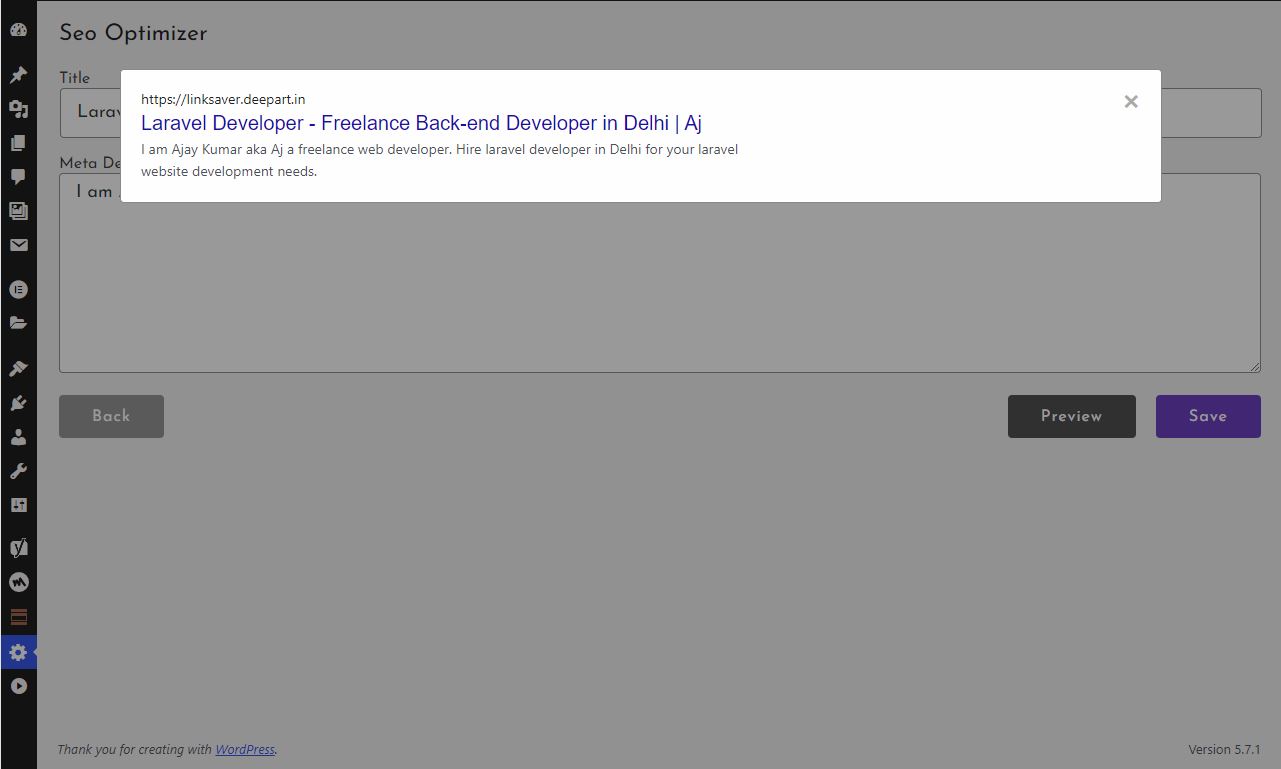 Seo Optimizer
Title
Larav
https://linksaver.deepart.in
×
Laravel Developer - Freelance Back-end Developer in Delhi | Aj
I am Ajay Kumar aka Aj a freelance web developer. Hire laravel developer in Delhi for your laravel
website development needs.
Meta De
I am
Back
Preview
Save
Thank you for creating with WordPress.
Version 5.7.1